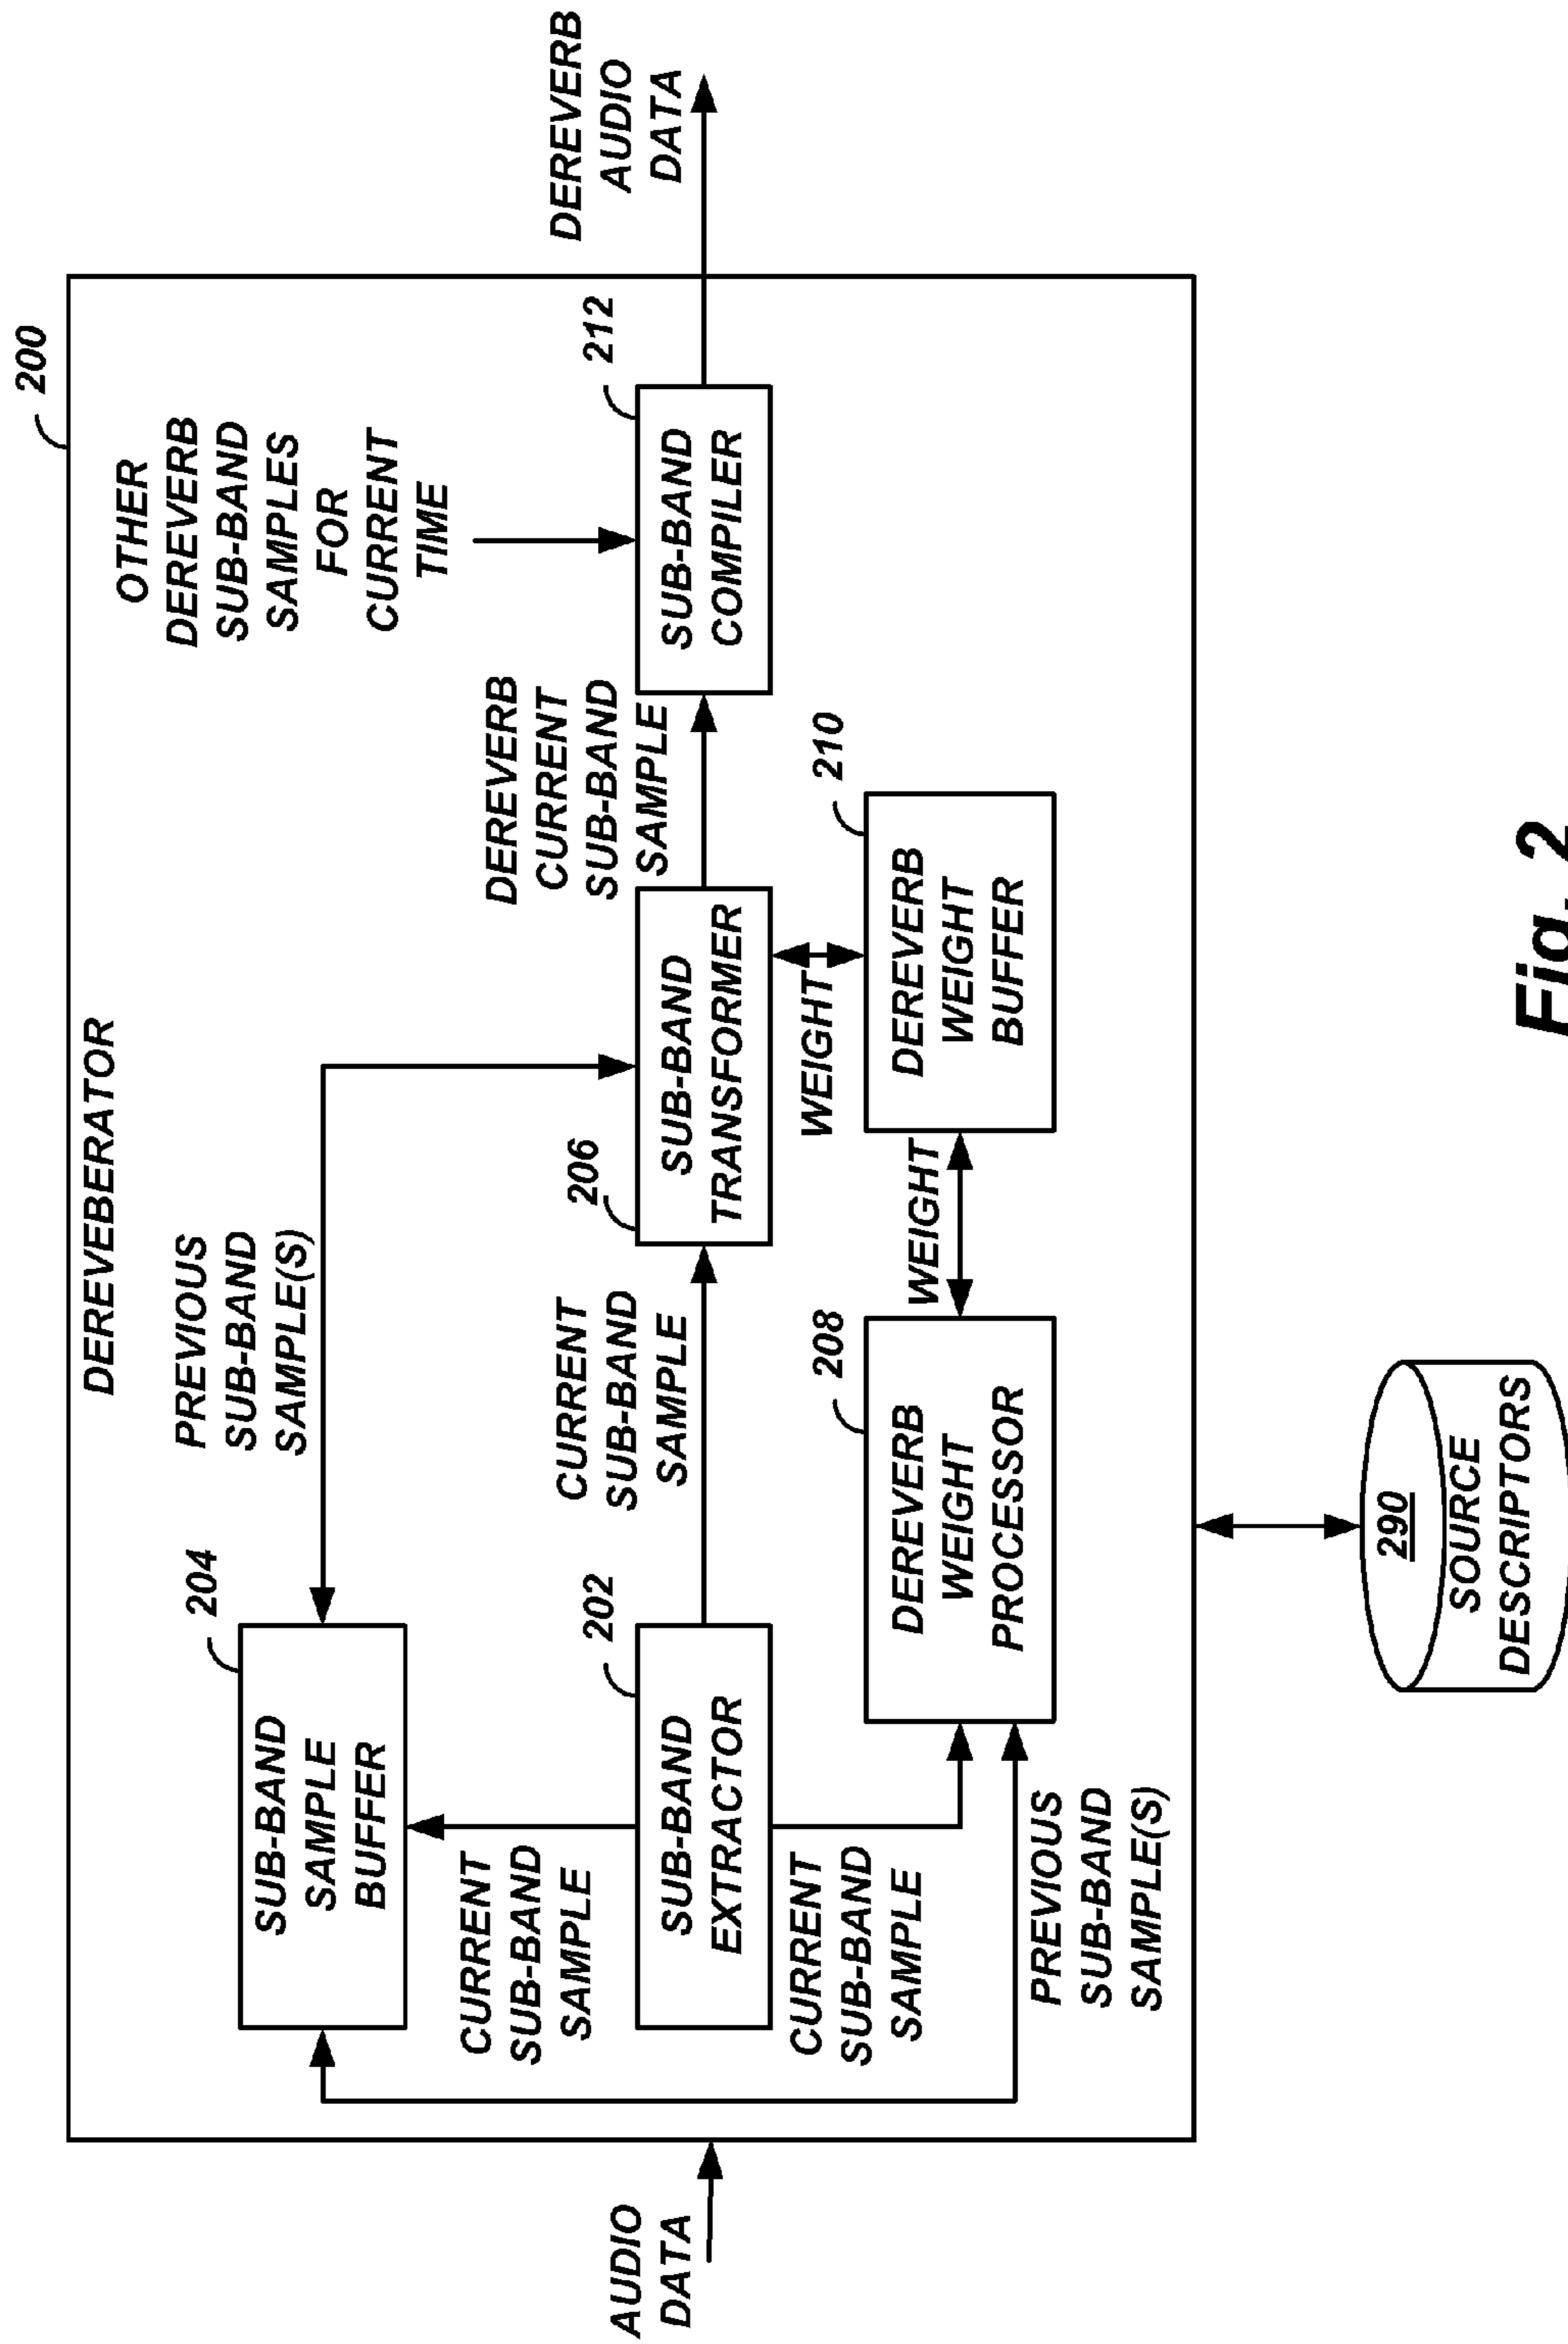 200
DEREVEBERATOR
OTHER
DEREVERB
SUB-BAND
SAMPLES
FOR
CURRENT
TIME
PREVIOUS
SUB-BAND
SAMPLE(S)
204
SUB-BAND
SAMPLE
BUFFER
CURRENT
SUB-BAND
SAMPLE
AUDIO
DATA
202
SUB-BAND
EXTRACTOR
CURRENT
SUB-BAND
SAMPLE
206
SUB-BAND
TRANSFORMER
DEREVERB
CURRENT
SUB-BAND
SAMPLE
212
SUB-BAND
COMPILER
DEREVERB
AUDIO
DATA
CURRENT
SUB-BAND
SAMPLE
208
DEREVERB
WEIGHT
PROCESSOR
WEIGHT
WEIGHT
210
DEREVERB
WEIGHT
BUFFER
PREVIOUS
SUB-BAND
SAMPLE(S)
290
SOURCE
DESCRIPTORS
Fig. 2